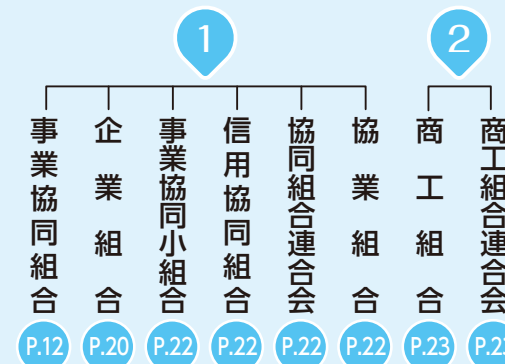 1
2
事業協同組合
企業組合
事業協同小組合
信用協同組合
協同組合連合会
協業組合
商工組合
商工組合連合会
P.12
P.20
P.22
P.22
P.22
P.22
P.23